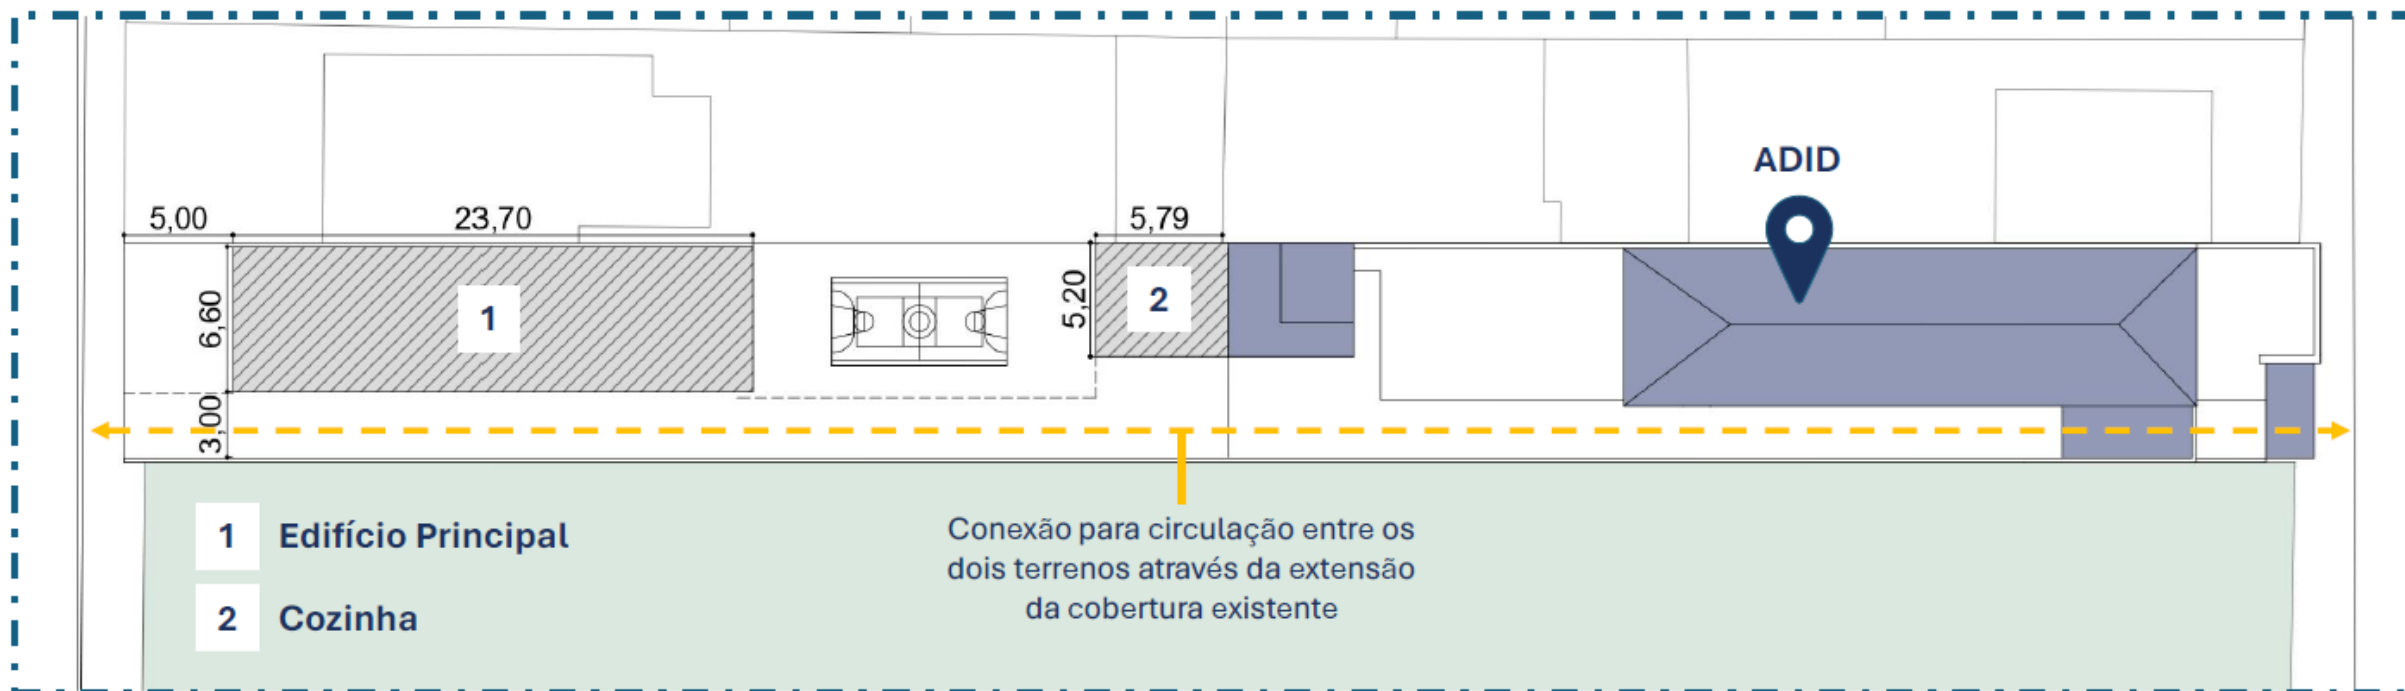 ADID
5,00
23,70
5,79
6,60
1
5,20
2
3,00
1 Edifício Principal
2 Cozinha
Conexão para circulação entre os
dois terrenos através da extensão
da cobertura existente